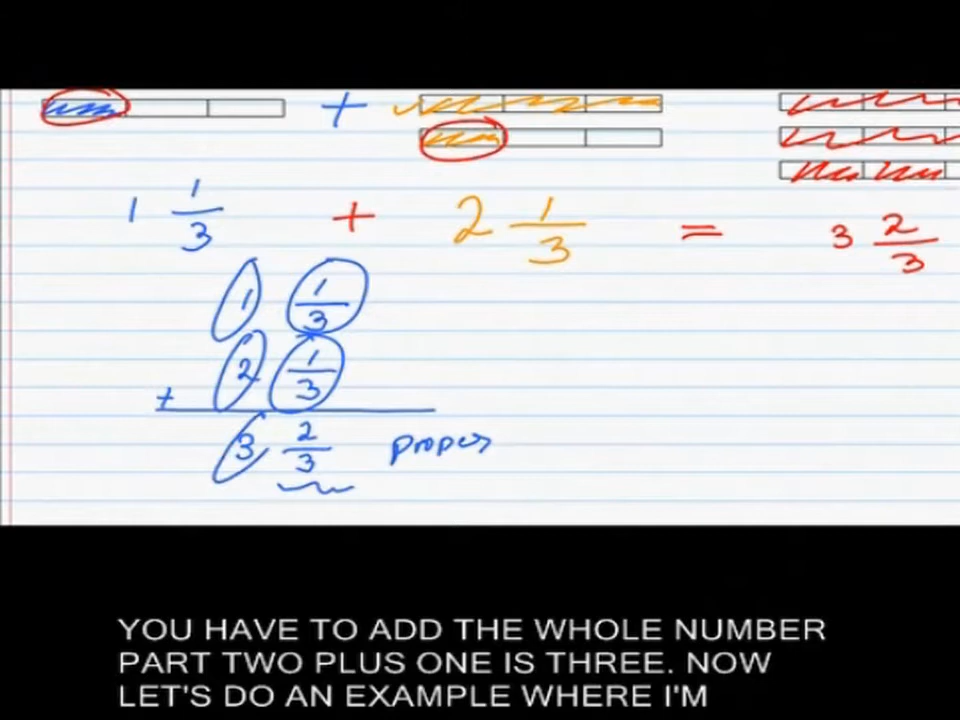 +
1 1/3 + 2 1/3 = 3 2/3
1 1/3
2 1/3
+
3 2/3 proper
YOU HAVE TO ADD THE WHOLE NUMBER
PART TWO PLUS ONE IS THREE. NOW
LET'S DO AN EXAMPLE WHERE I'M